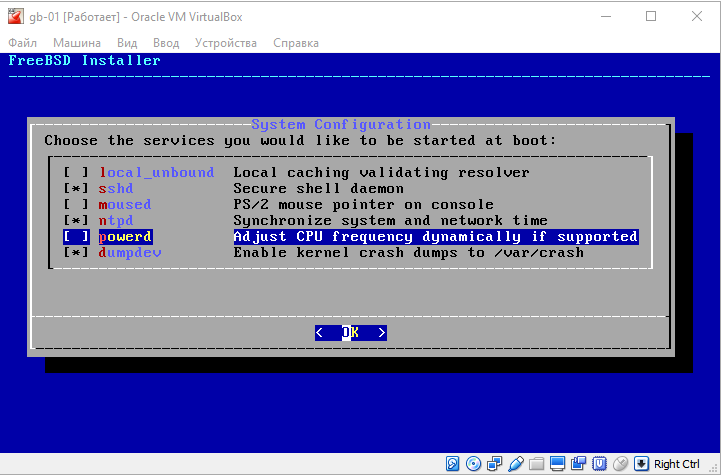 gb-01 [Работает] - Oracle VM VirtualBox
Файл Машина Вид Ввод Устройства Справка
FreeBSD Installer
System Configuration
Choose the services you would like to be started at boot:
[ ] local_unbound Local caching validating resolver
[*] sshd Secure shell daemon
[ ] moused PS/2 mouse pointer on console
[*] ntpd Synchronize system and network time
[ ] powerd Adjust CPU frequency dynamically if supported
[*] dumpdev Enable kernel crash dumps to /var/crash
< OK >
Right Ctrl